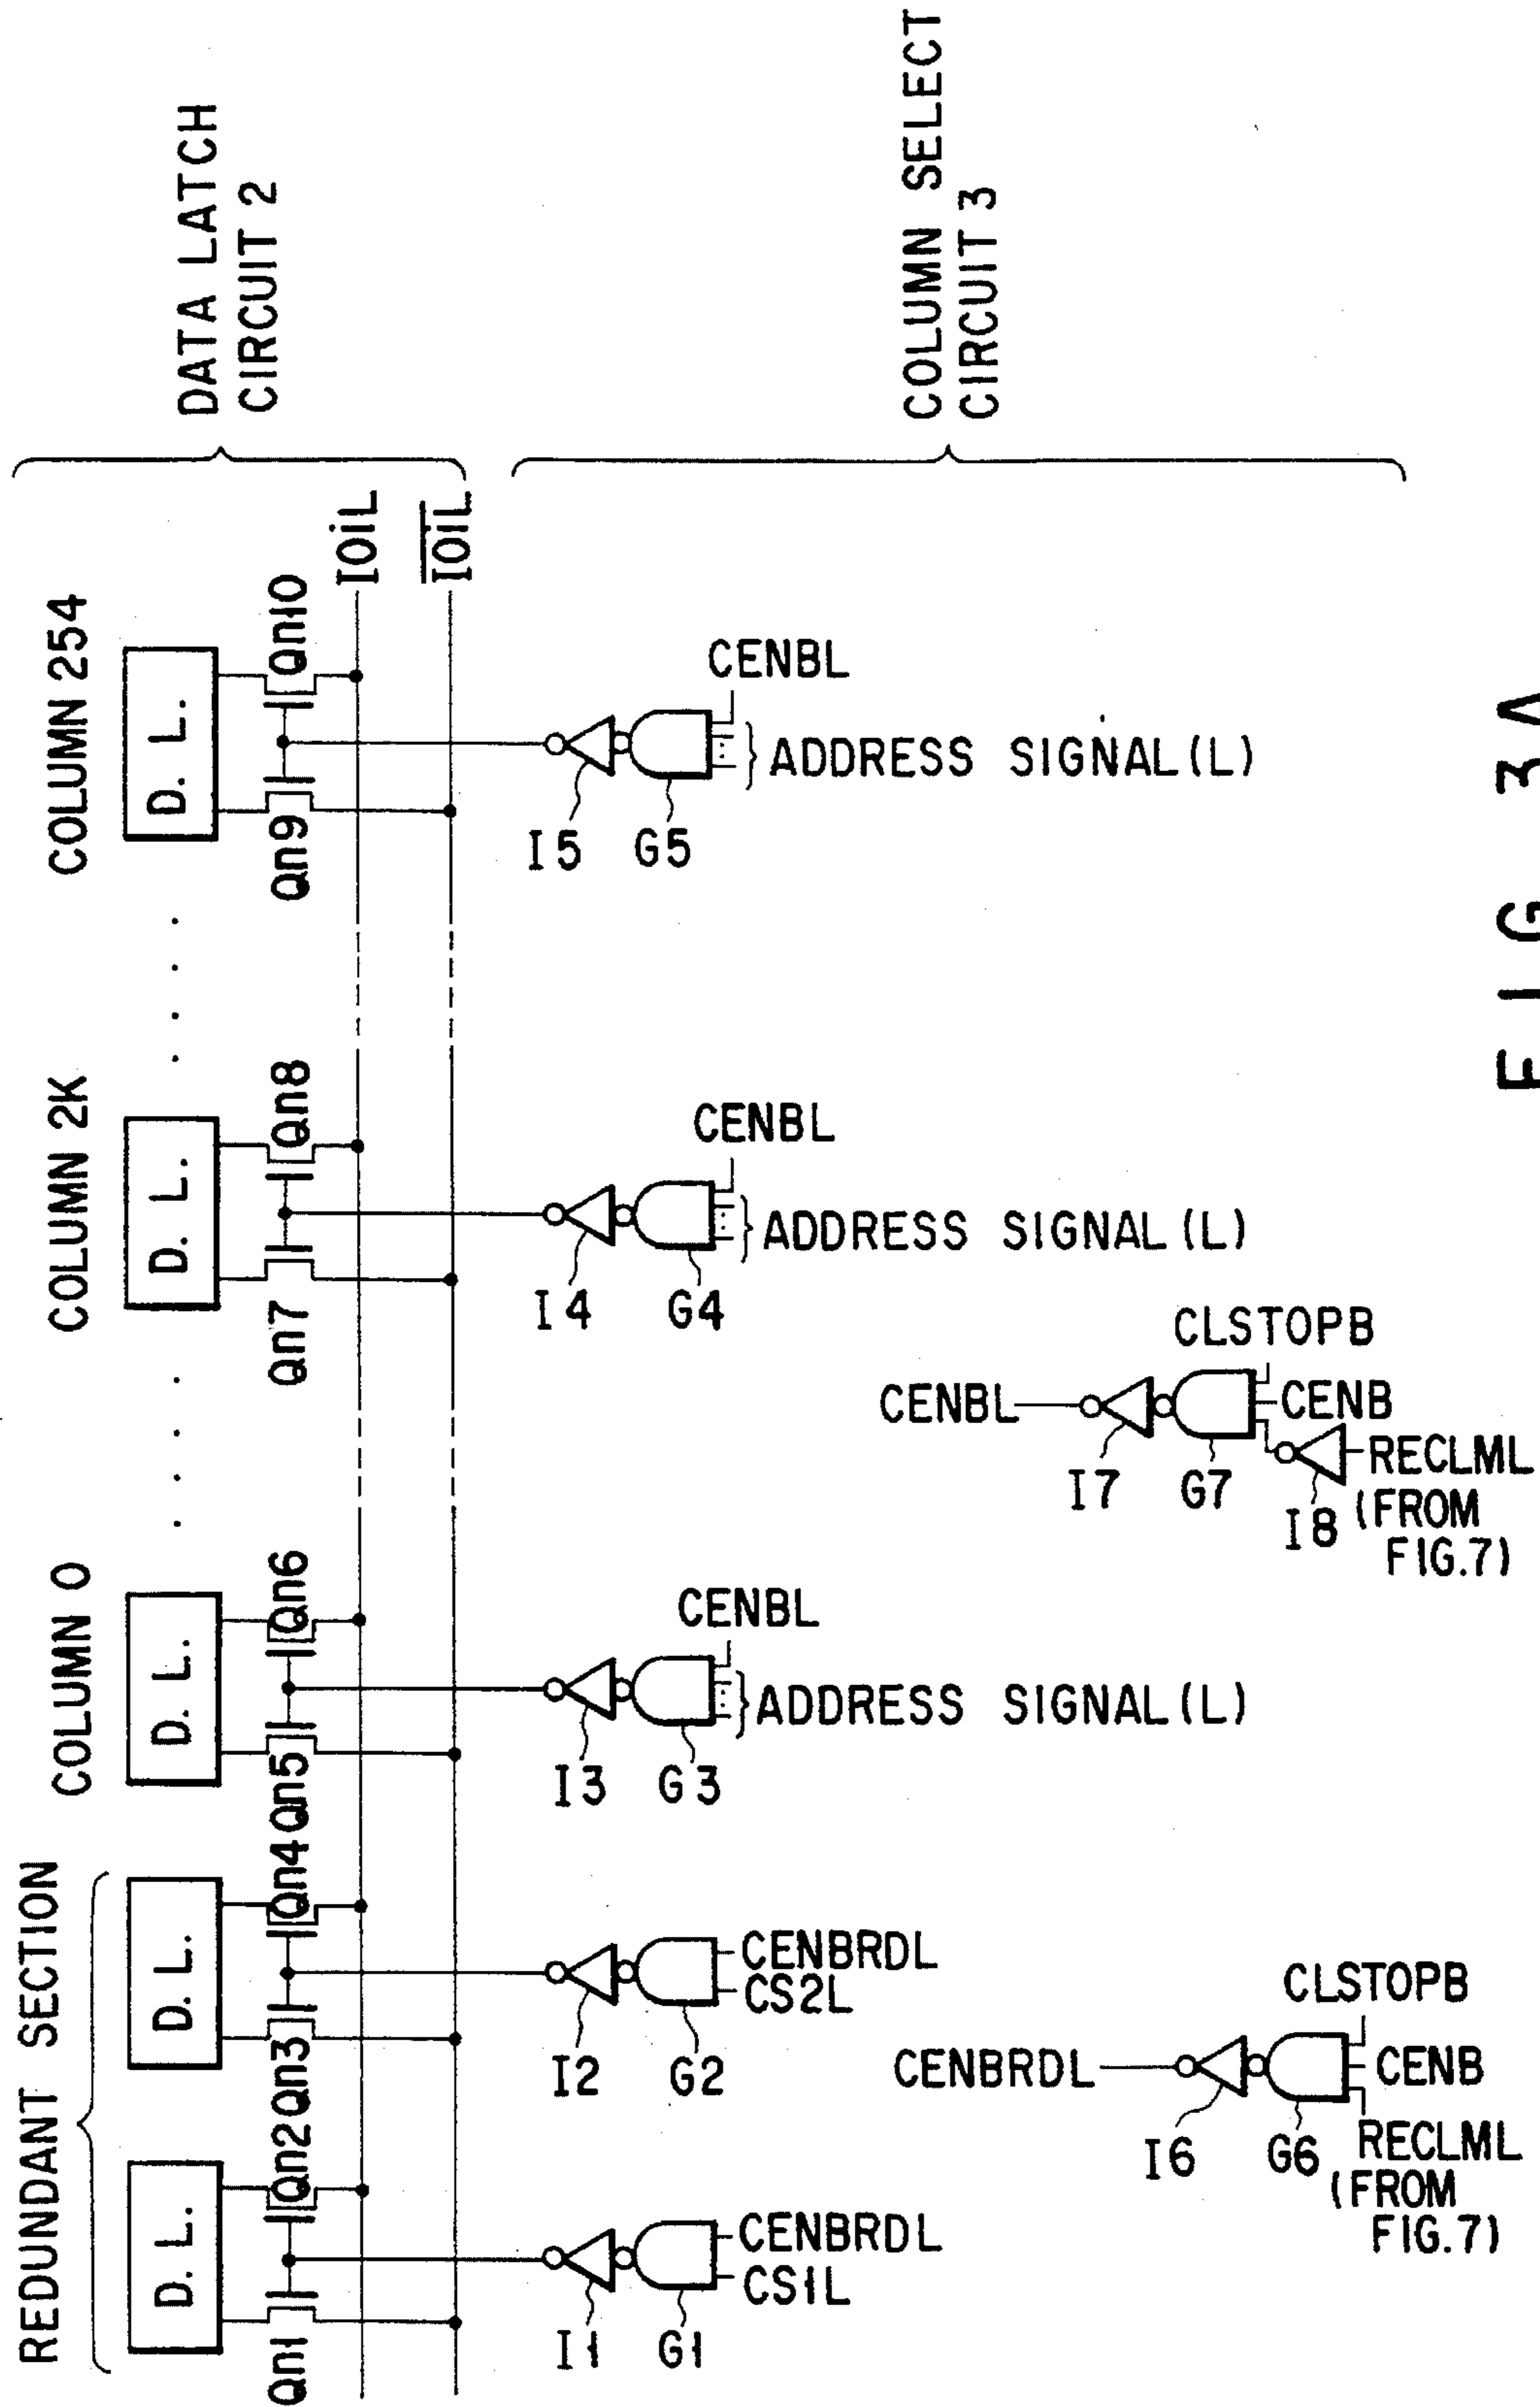 REDUNDANT SECTION
COLUMN 0
COLUMN 2K
COLUMN 254
D. L.
D. L.
D. L.
D. L.
D. L.
Qn1
Qn2
Qn3
Qn4
Qn5
Qn6
Qn7
Qn8
Qn9
Qn10
IOiL
IOiL
DATA LATCH
CIRCUIT 2
I1
G1
CENBRDL
CS1L
I2
G2
CENBRDL
CS2L
I3
G3
CENBL
ADDRESS SIGNAL(L)
I4
G4
CENBL
ADDRESS SIGNAL(L)
I5
G5
CENBL
ADDRESS SIGNAL(L)
COLUMN SELECT
CIRCUIT 3
CENBRDL
I6
G6
CLSTOPB
CENB
RECLML
(FROM
FIG.7)
CENBL
I7
G7
CLSTOPB
CENB
I8
RECLML
(FROM
FIG.7)
FIG 3A